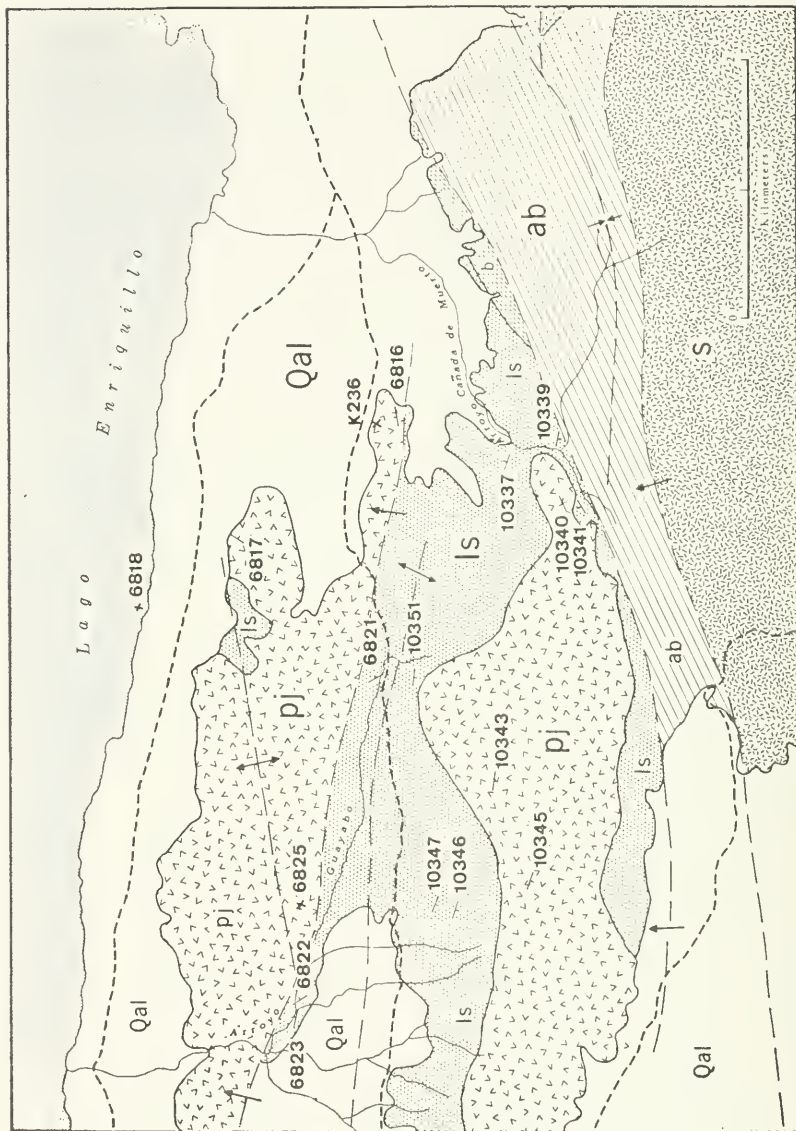 Lago Enriquillo
6818
Qal
pj
6817
ls
pj
Qal
6823
6822
6825
Guayabo
Qal
6821
K236
6816
10351
Arroyo Cañada de Muerto
ls
10347
10346
ls
10337
b
ls
10343
10339
10345
pj
10340
10341
ab
ls
ab
Qal
s
0
Kilometers